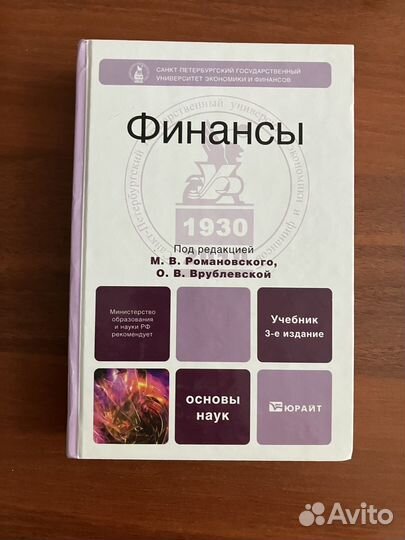 САНКТ-ПЕТЕРБУРГСКИЙ ГОСУДАРСТВЕННЫЙ
УНИВЕРСИТЕТ ЭКОНОМИКИ И ФИНАНСОВ
Финансы
1930
Под редакцией
М. В. Романовского,
О. В. Врублевской
Министерство
образования
и науки РФ
рекомендует
Учебник
3-е издание
ОСНОВЫ
НАУК
ЮРАЙТ
Avito